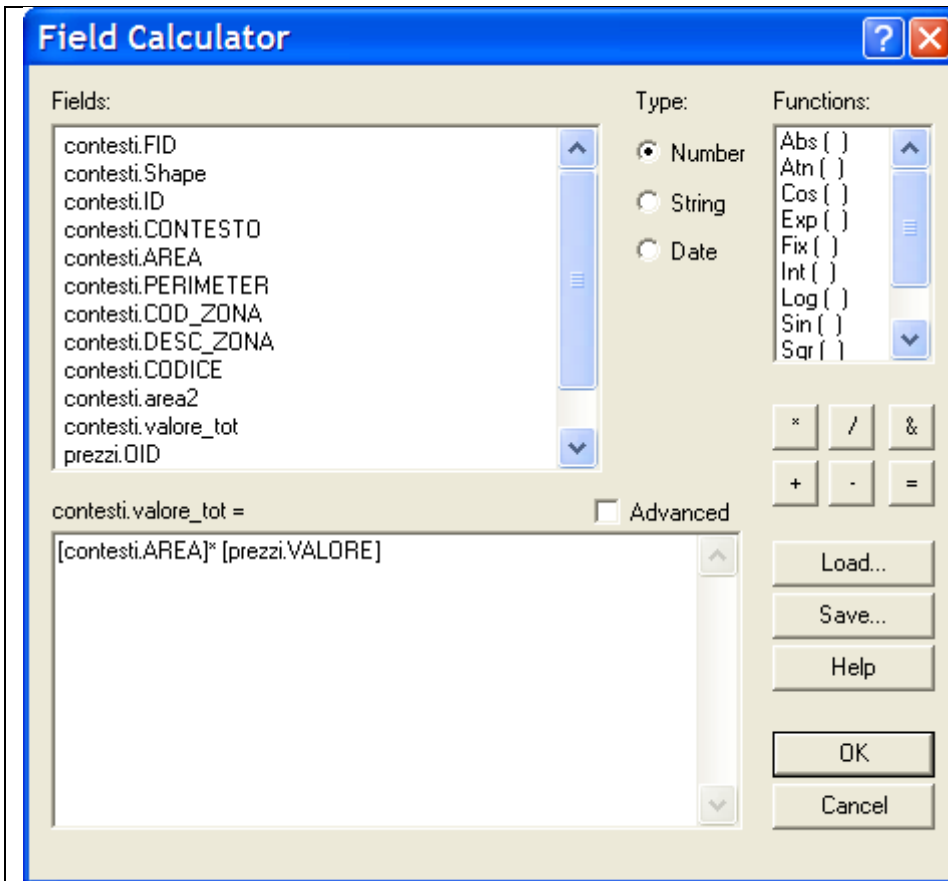 Field Calculator
Fields:
contesti.FID
contesti.Shape
contesti.ID
contesti.CONTESTO
contesti.AREA
contesti.PERIMETER
contesti.COD_ZONA
contesti.DESC_ZONA
contesti.CODICE
contesti.area2
contesti.valore_tot
prezzi.OID
Type:
Number
String
Date
Functions:
Abs ( )
Atn ( )
Cos ( )
Exp ( )
Fix ( )
Int ( )
Log ( )
Sin ( )
Sqr ( )
* / &
+ - =
contesti.valore_tot =
Advanced
[contesti.AREA]* [prezzi.VALORE]
Load...
Save...
Help
OK
Cancel